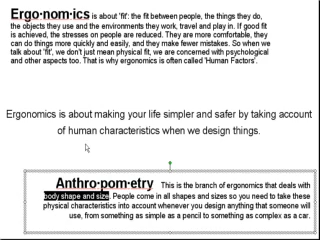 Ergo·nom·ics is about 'fit': the fit between people, the things they do,
the objects they use and the environments they work, travel and play in. If good fit
is achieved, the stresses on people are reduced. They are more comfortable, they
can do things more quickly and easily, and they make fewer mistakes. So when we
talk about 'fit', we don't just mean physical fit, we are concerned with psychological
and other aspects too. That is why ergonomics is often called 'Human Factors'.
Ergonomics is about making your life simpler and safer by taking account
of human characteristics when we design things.
Anthro·pom·etry This is the branch of ergonomics that deals with
body shape and size. People come in all shapes and sizes so you need to take these
physical characteristics into account whenever you design anything that someone will
use, from something as simple as a pencil to something as complex as a car.